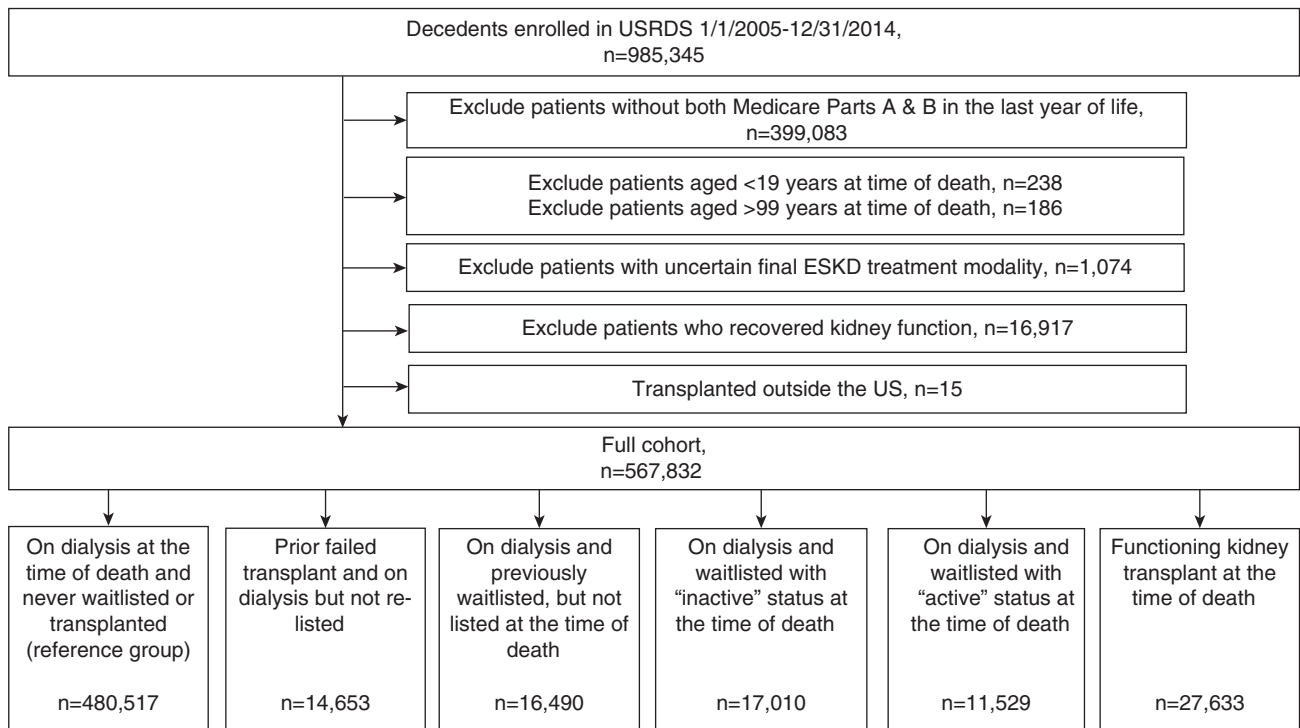 Decedents enrolled in USRDS 1/1/2005-12/31/2014,
n=985,345
Exclude patients without both Medicare Parts A & B in the last year of life,
n=399,083
Exclude patients aged <19 years at time of death, n=238
Exclude patients aged >99 years at time of death, n=186
Exclude patients with uncertain final ESKD treatment modality, n=1,074
Exclude patients who recovered kidney function, n=16,917
Transplanted outside the US, n=15
Full cohort,
n=567,832
On dialysis at the
time of death and
never waitlisted or
transplanted
(reference group)
n=480,517
Prior failed
transplant and on
dialysis but not re-
listed
n=14,653
On dialysis and
previously
waitlisted, but not
listed at the time of
death
n=16,490
On dialysis and
waitlisted with
“inactive” status at
the time of death
n=17,010
On dialysis and
waitlisted with
“active” status at
the time of death
n=11,529
Functioning kidney
transplant at the
time of death
n=27,633